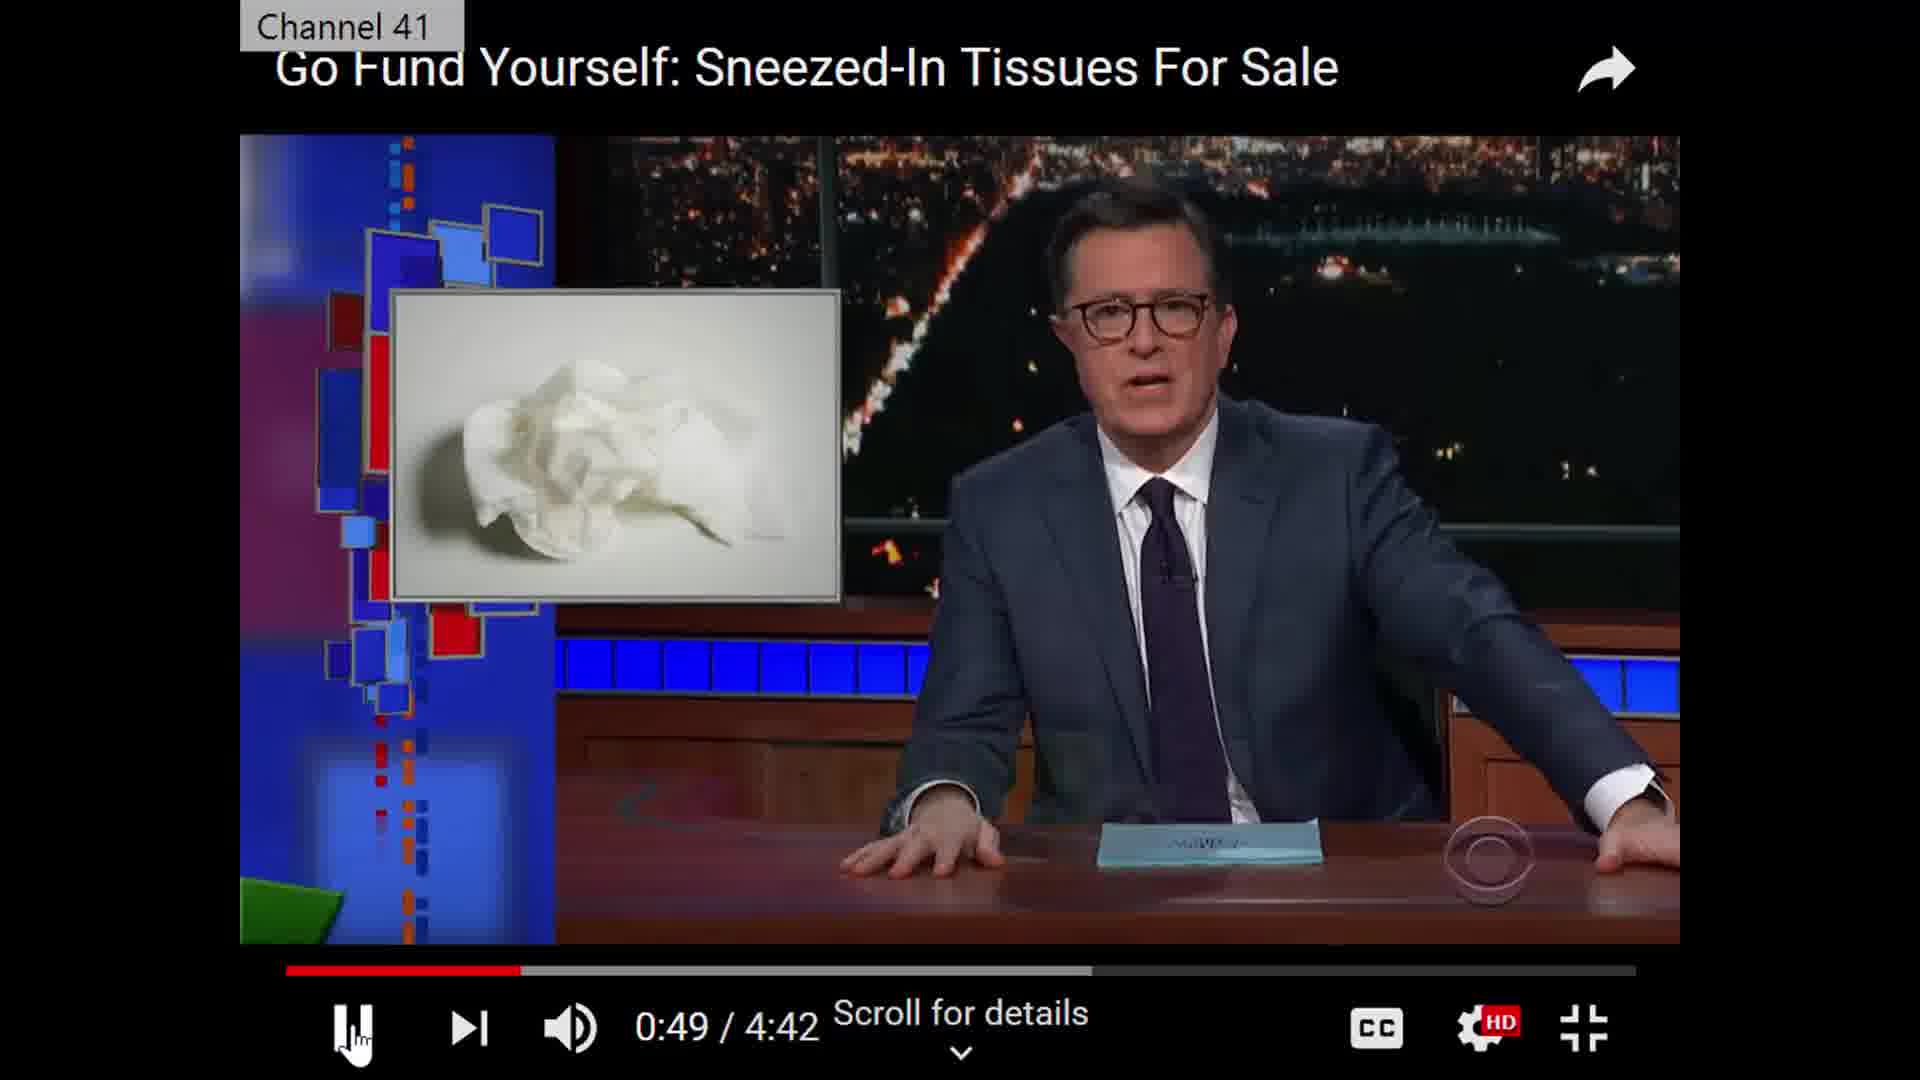 Channel 41
Go Fund Yourself: Sneezed-In Tissues For Sale
0:49 / 4:42
Scroll for details
CC
HD